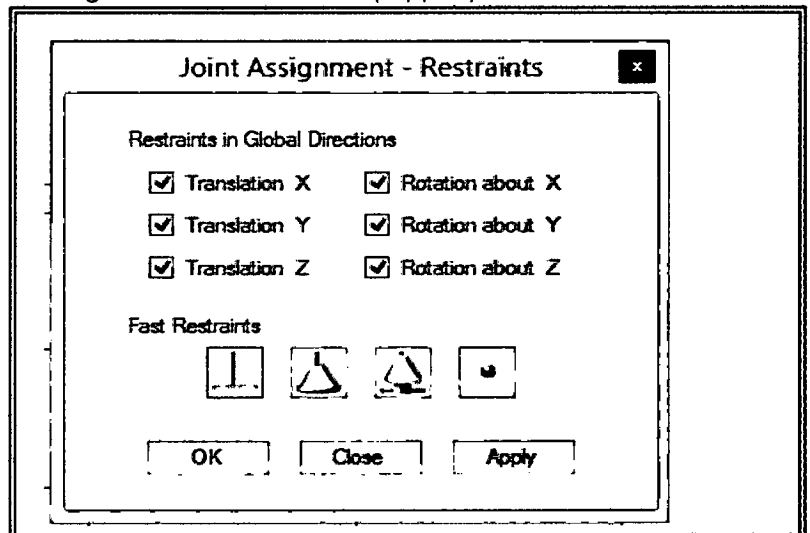 Joint Assignment - Restraints
x
Restraints in Global Directions
Translation X
Rotation about X
Translation Y
Rotation about Y
Translation Z
Rotation about Z
Fast Restraints
OK
Close
Apply